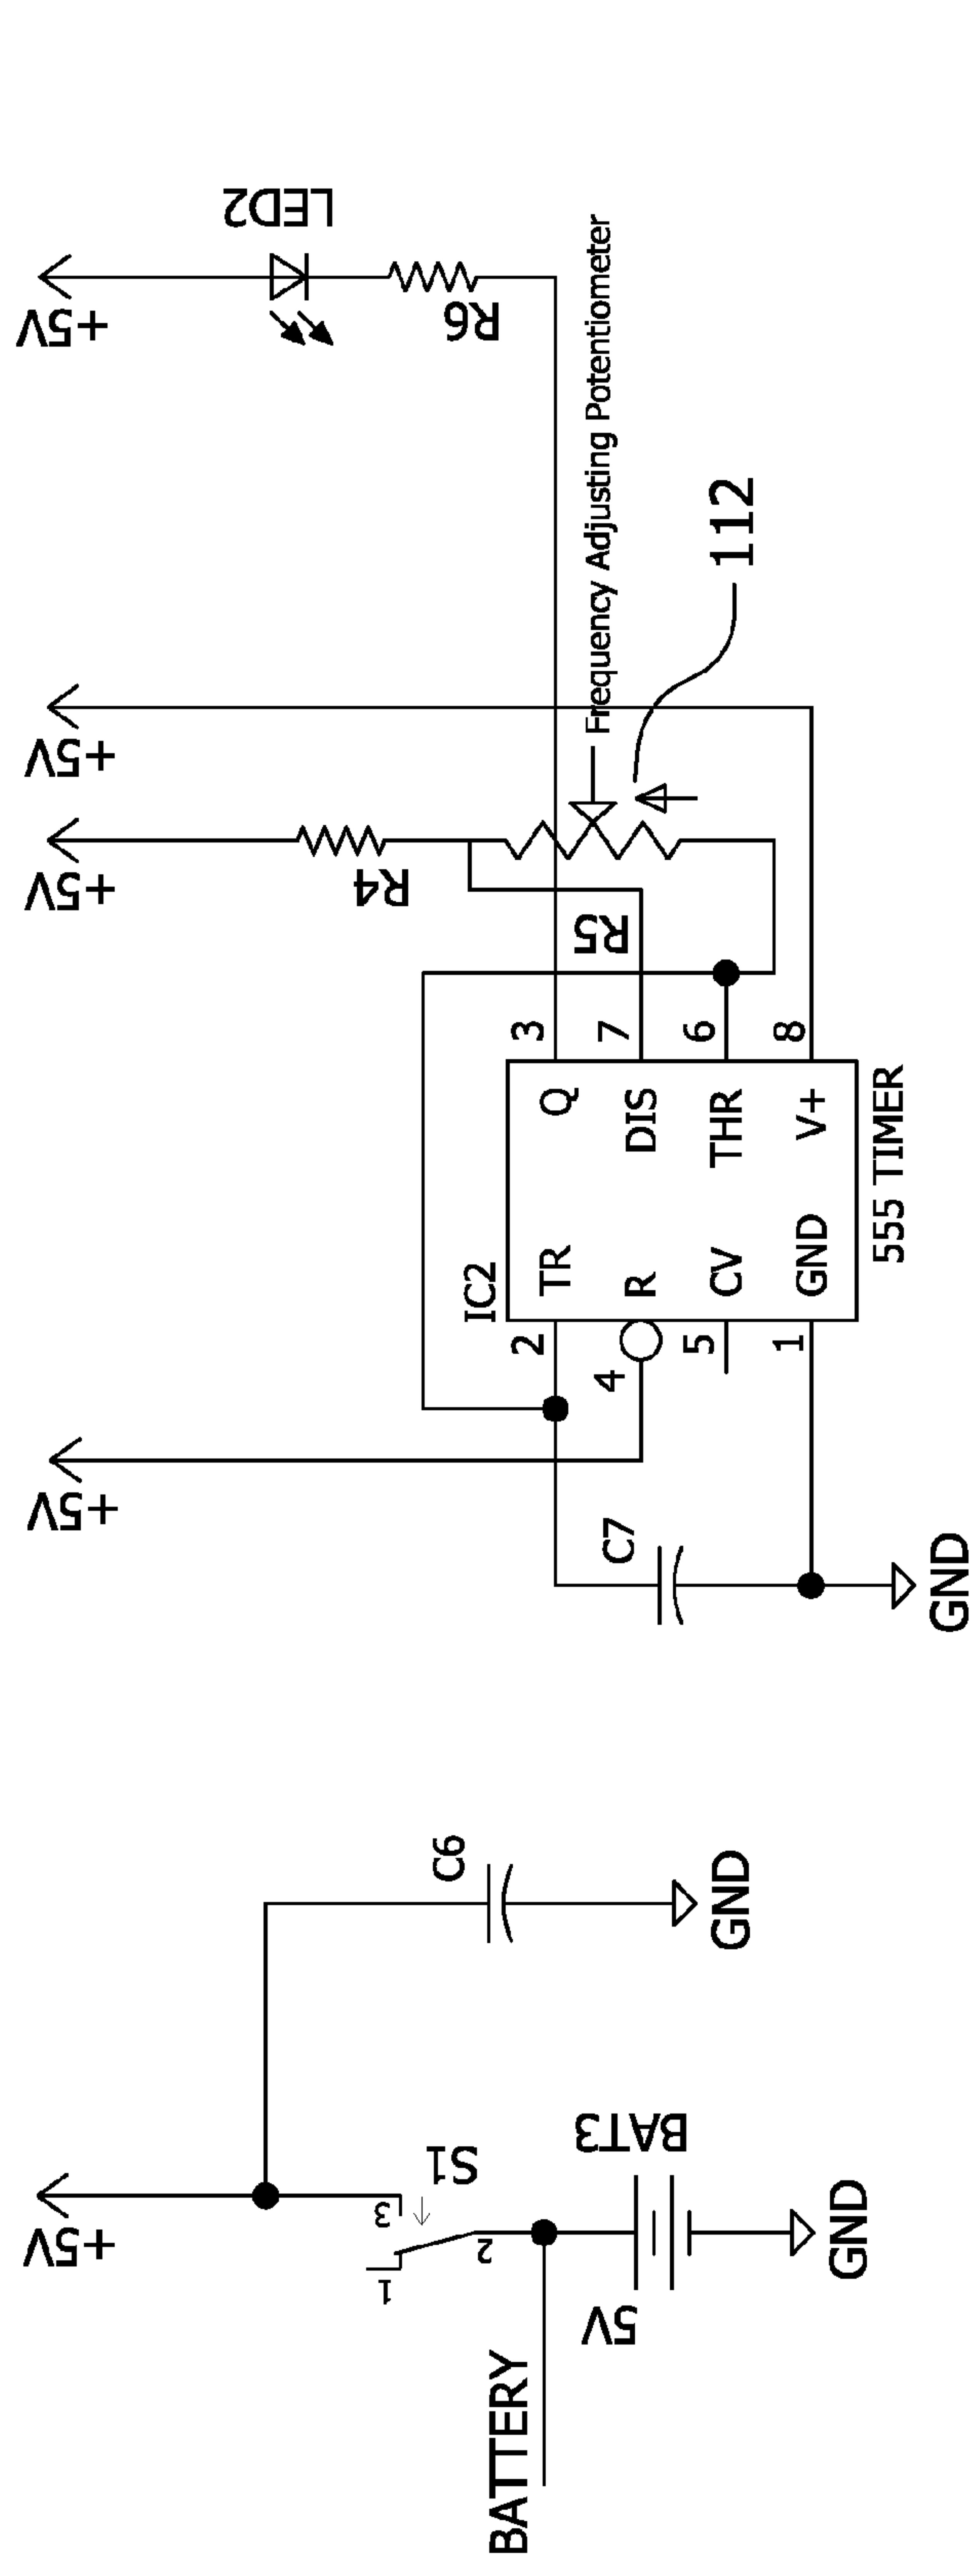 +5V
LED2
R6
Frequency Adjusting Potentiometer
112
+5V
+5V
R4
R5
3
7
6
8
Q
DIS
THR
V+
IC2
TR
R
CV
GND
555 TIMER
2
4
5
1
+5V
C7
GND
C6
GND
+5V
S1
3
2
1
BAT3
5V
GND
BATTERY